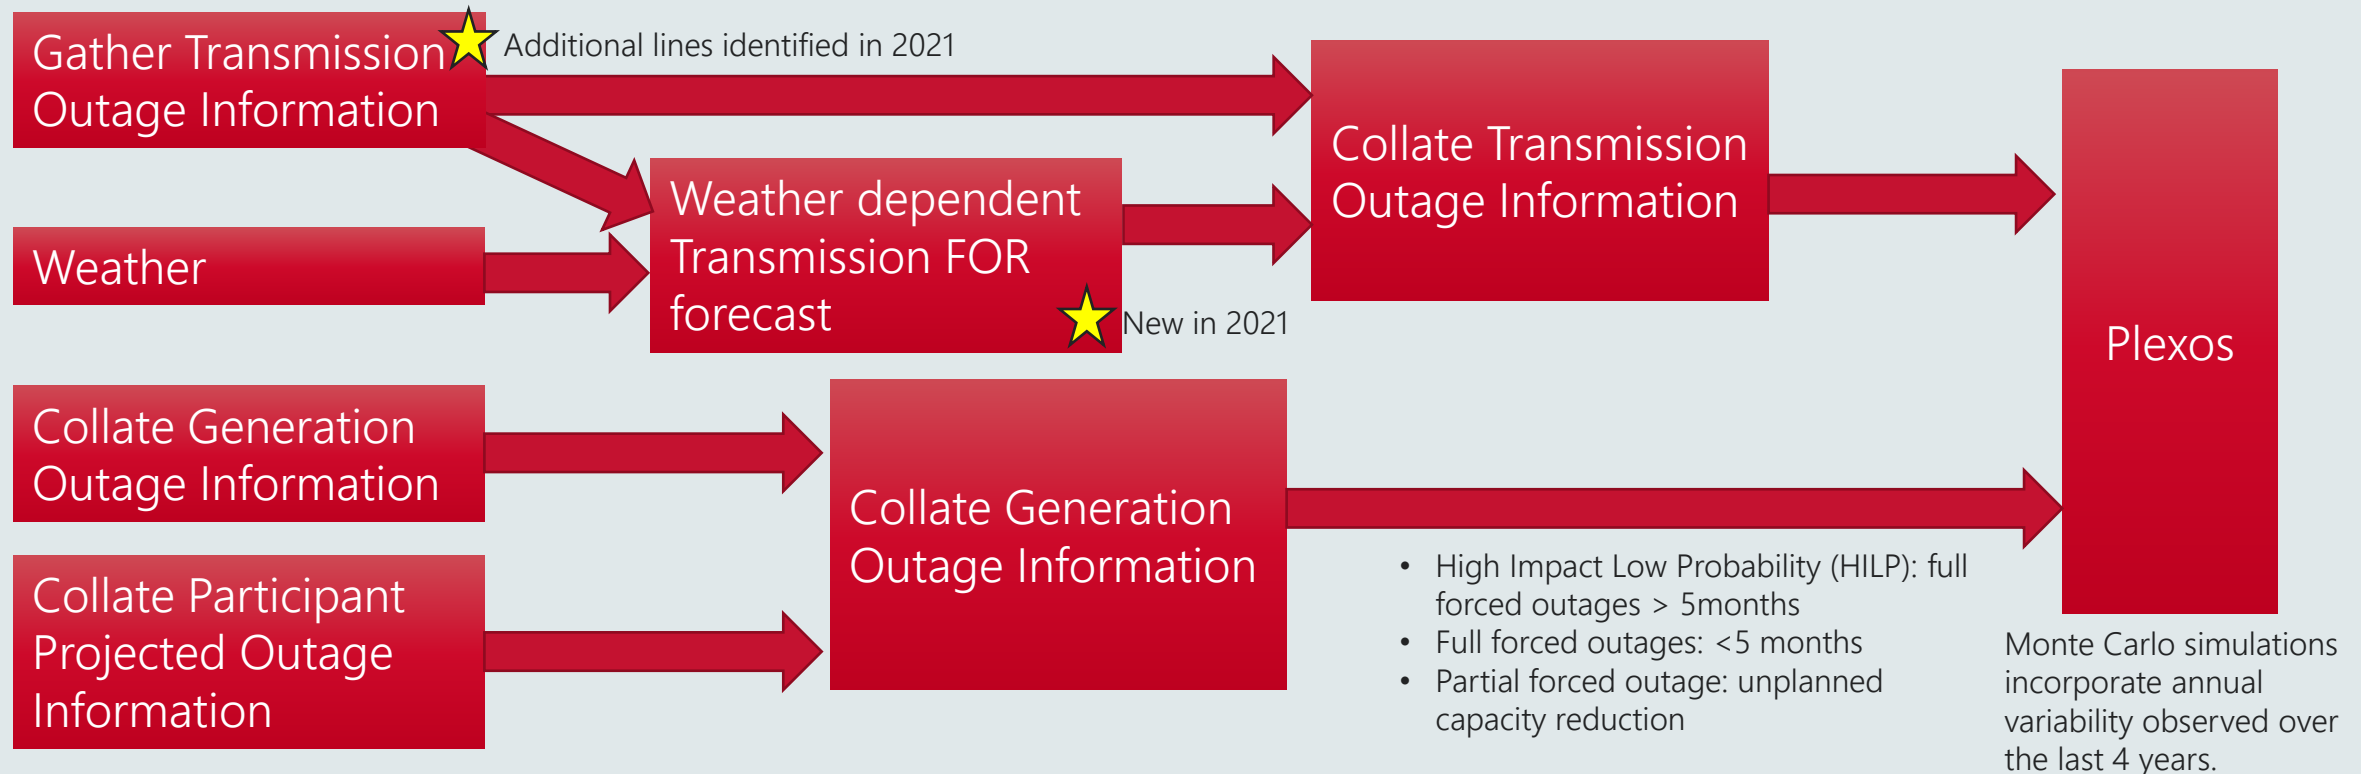 Gather Transmission
Outage Information
Additional lines identified in 2021
Weather
Weather dependent
Transmission FOR
forecast
New in 2021
Collate Transmission
Outage Information
Plexos
Collate Generation
Outage Information
Collate Participant
Projected Outage
Information
Collate Generation
Outage Information
• High Impact Low Probability (HILP): full
forced outages > 5months
• Full forced outages: <5 months
• Partial forced outage: unplanned
capacity reduction
Monte Carlo simulations
incorporate annual
variability observed over
the last 4 years.